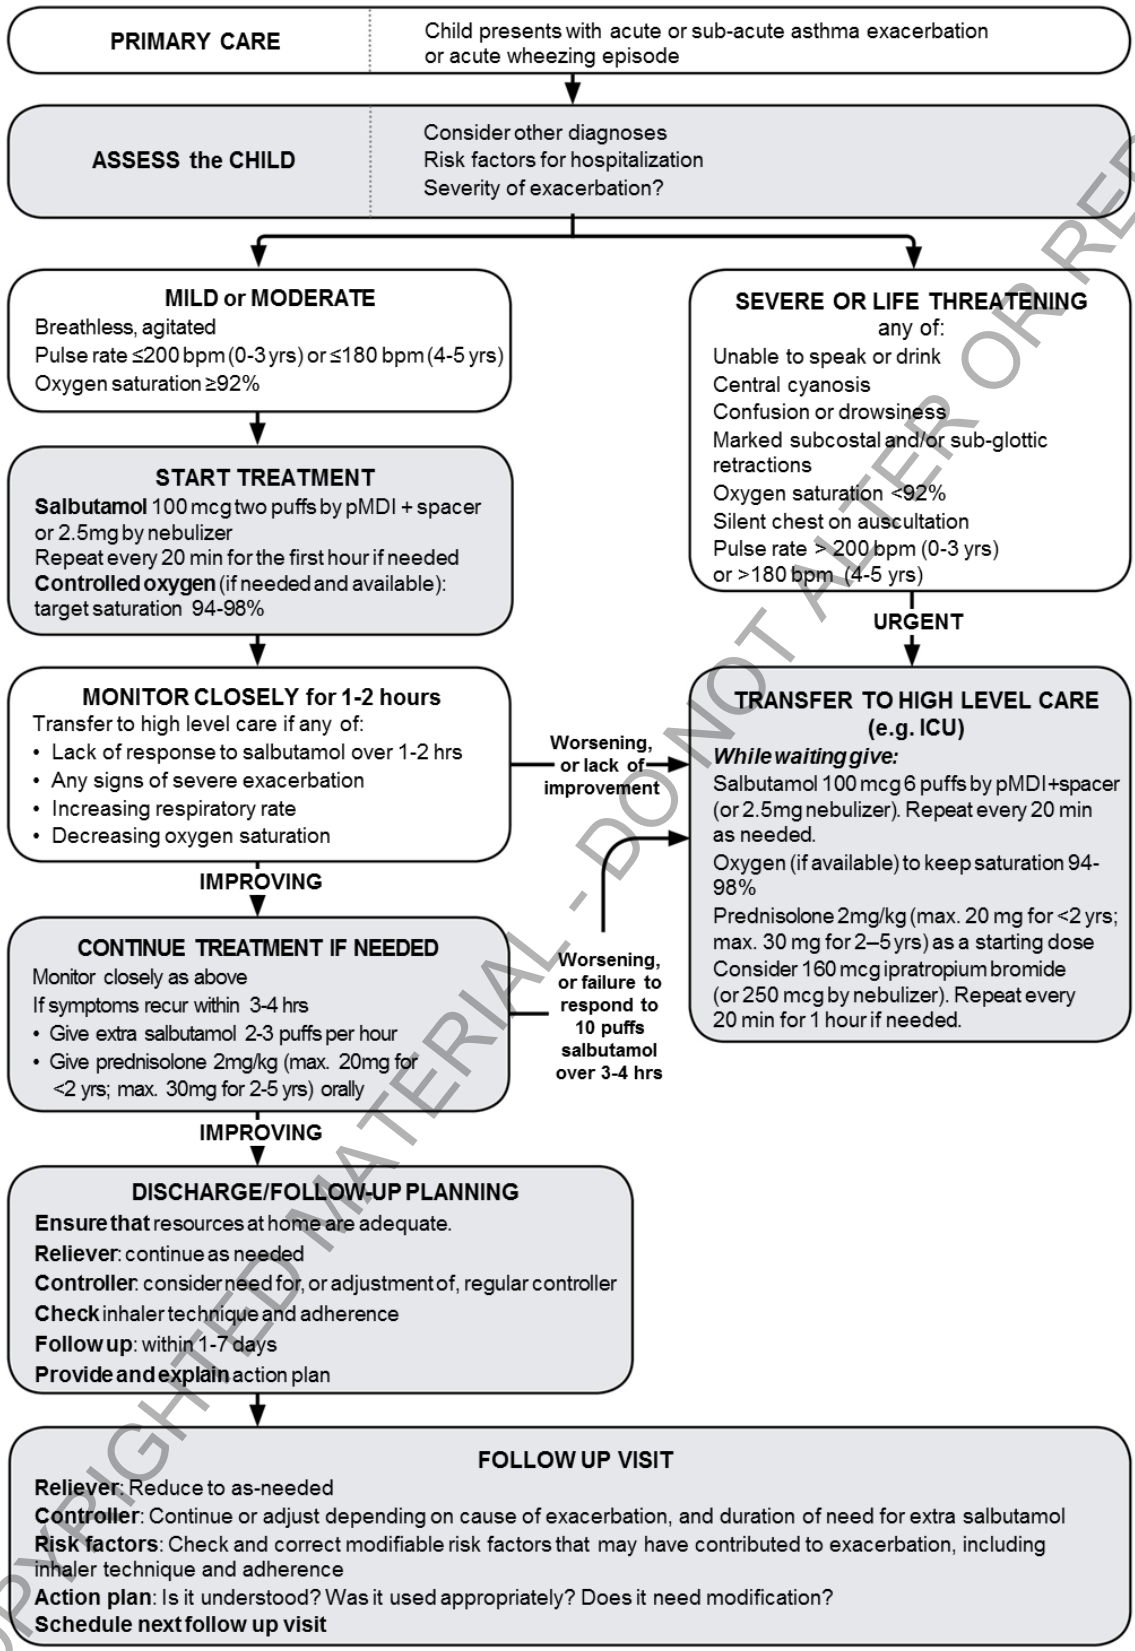 PRIMARY CARE
Child presents with acute or sub-acute asthma exacerbation
or acute wheezing episode
ASSESS the CHILD
Consider other diagnoses
Risk factors for hospitalization
Severity of exacerbation?
MILD or MODERATE
Breathless, agitated
Pulse rate ≤200 bpm (0-3 yrs) or ≤180 bpm (4-5 yrs)
Oxygen saturation ≥92%
SEVERE OR LIFE THREATENING
any of:
Unable to speak or drink
Central cyanosis
Confusion or drowsiness
Marked subcostal and/or sub-glottic
retractions
Oxygen saturation <92%
Silent chest on auscultation
Pulse rate > 200 bpm (0-3 yrs)
or >180 bpm (4-5 yrs)
START TREATMENT
Salbutamol 100 mcg two puffs by pMDI + spacer
or 2.5mg by nebulizer
Repeat every 20 min for the first hour if needed
Controlled oxygen (if needed and available):
target saturation 94-98%
URGENT
MONITOR CLOSELY for 1-2 hours
Transfer to high level care if any of:
• Lack of response to salbutamol over 1-2 hrs
• Any signs of severe exacerbation
• Increasing respiratory rate
• Decreasing oxygen saturation
Worsening,
or lack of
improvement
TRANSFER TO HIGH LEVEL CARE
(e.g. ICU)
While waiting give:
Salbutamol 100 mcg 6 puffs by pMDI+spacer
(or 2.5mg nebulizer). Repeat every 20 min
as needed.
Oxygen (if available) to keep saturation 94-
98%
Prednisolone 2mg/kg (max. 20 mg for <2 yrs;
max. 30 mg for 2–5 yrs) as a starting dose
Consider 160 mcg ipratropium bromide
(or 250 mcg by nebulizer). Repeat every
20 min for 1 hour if needed.
IMPROVING
CONTINUE TREATMENT IF NEEDED
Monitor closely as above
If symptoms recur within 3-4 hrs
• Give extra salbutamol 2-3 puffs per hour
• Give prednisolone 2mg/kg (max. 20mg for
<2 yrs; max. 30mg for 2-5 yrs) orally
Worsening,
or failure to
respond to
10 puffs
salbutamol
over 3-4 hrs
IMPROVING
DISCHARGE/FOLLOW-UP PLANNING
Ensure that resources at home are adequate.
Reliever: continue as needed
Controller: consider need for, or adjustment of, regular controller
Check inhaler technique and adherence
Follow up: within 1-7 days
Provide and explain action plan
FOLLOW UP VISIT
Reliever: Reduce to as-needed
Controller: Continue or adjust depending on cause of exacerbation, and duration of need for extra salbutamol
Risk factors: Check and correct modifiable risk factors that may have contributed to exacerbation, including
inhaler technique and adherence
Action plan: Is it understood? Was it used appropriately? Does it need modification?
Schedule next follow up visit
MATERIAL - DO NOT ALTER OR